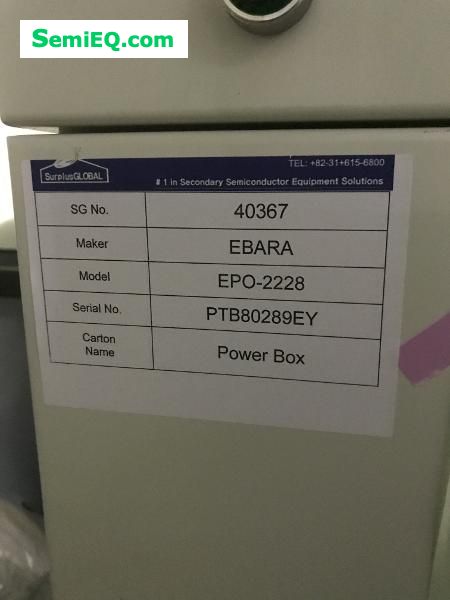 SemiEQ.com
SurplusGLOBAL
TEL: +82-31+615-6800
# 1 in Secondary Semiconductor Equipment Solutions
SG No. 40367
Maker EBARA
Model EPO-2228
Serial No. PTB80289EY
Carton Name Power Box